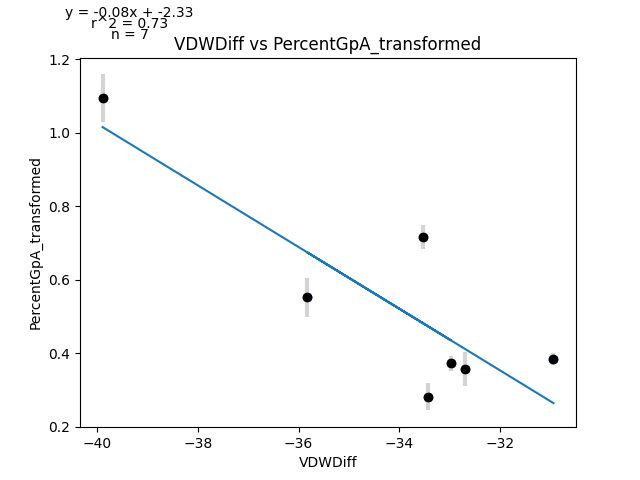 y = -0.08x + -2.33
r^2 = 0.73
n = 7
VDWDiff vs PercentGpA_transformed
1.2
1.0
0.8
0.6
0.4
0.2
PercentGpA_transformed
−40
−38
−36
−34
−32
VDWDiff